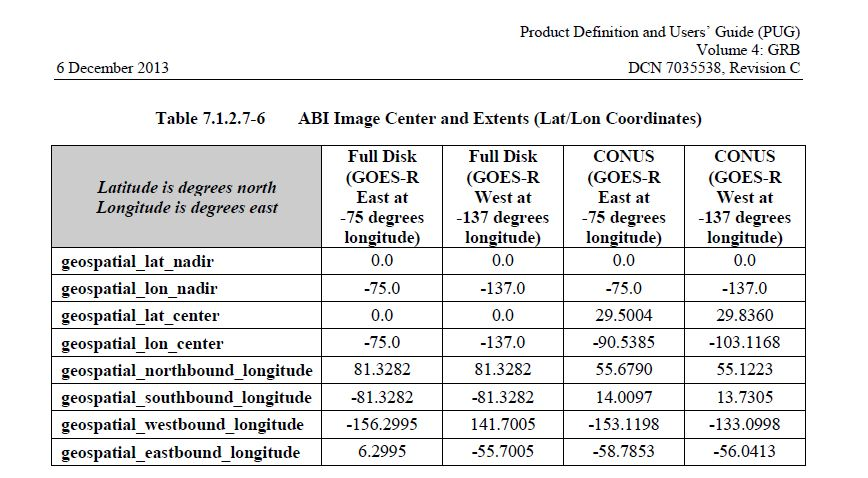 Product Definition and Users' Guide (PUG)
Volume 4: GRB
6 December 2013 DCN 7035538, Revision C
Table 7.1.2.7-6 ABI Image Center and Extents (Lat/Lon Coordinates)
Latitude is degrees north
Longitude is degrees east
Full Disk
(GOES-R
East at
-75 degrees
longitude)
Full Disk
(GOES-R
West at
-137 degrees
longitude)
CONUS
(GOES-R
East at
-75 degrees
longitude)
CONUS
(GOES-R
West at
-137 degrees
longitude)
geospatial_lat_nadir 0.0 0.0 0.0 0.0
geospatial_lon_nadir -75.0 -137.0 -75.0 -137.0
geospatial_lat_center 0.0 0.0 29.5004 29.8360
geospatial_lon_center -75.0 -137.0 -90.5385 -103.1168
geospatial_northbound_longitude 81.3282 81.3282 55.6790 55.1223
geospatial_southbound_longitude -81.3282 -81.3282 14.0097 13.7305
geospatial_westbound_longitude -156.2995 141.7005 -153.1198 -133.0998
geospatial_eastbound_longitude 6.2995 -55.7005 -58.7853 -56.0413